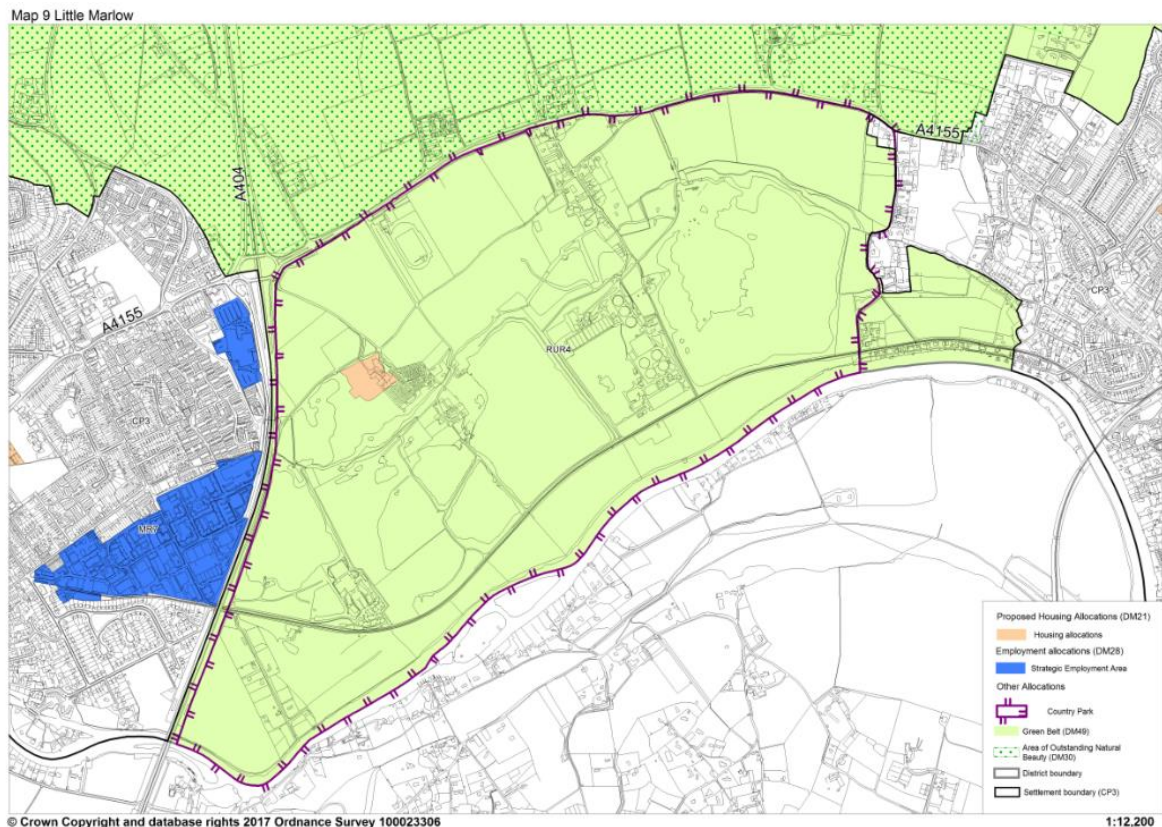 Map 9 Little Marlow
A404
A4155
A4155
CP3
RUR4
CP3
MR7
Proposed Housing Allocations (DM21)
Housing allocations
Employment allocations (DM28)
Strategic Employment Area
Other Allocations
Country Park
Green Belt (DM49)
Area of Outstanding Natural
Beauty (DM30)
District boundary
Settlement boundary (CP3)
© Crown Copyright and database rights 2017 Ordnance Survey 100023306
1:12,200